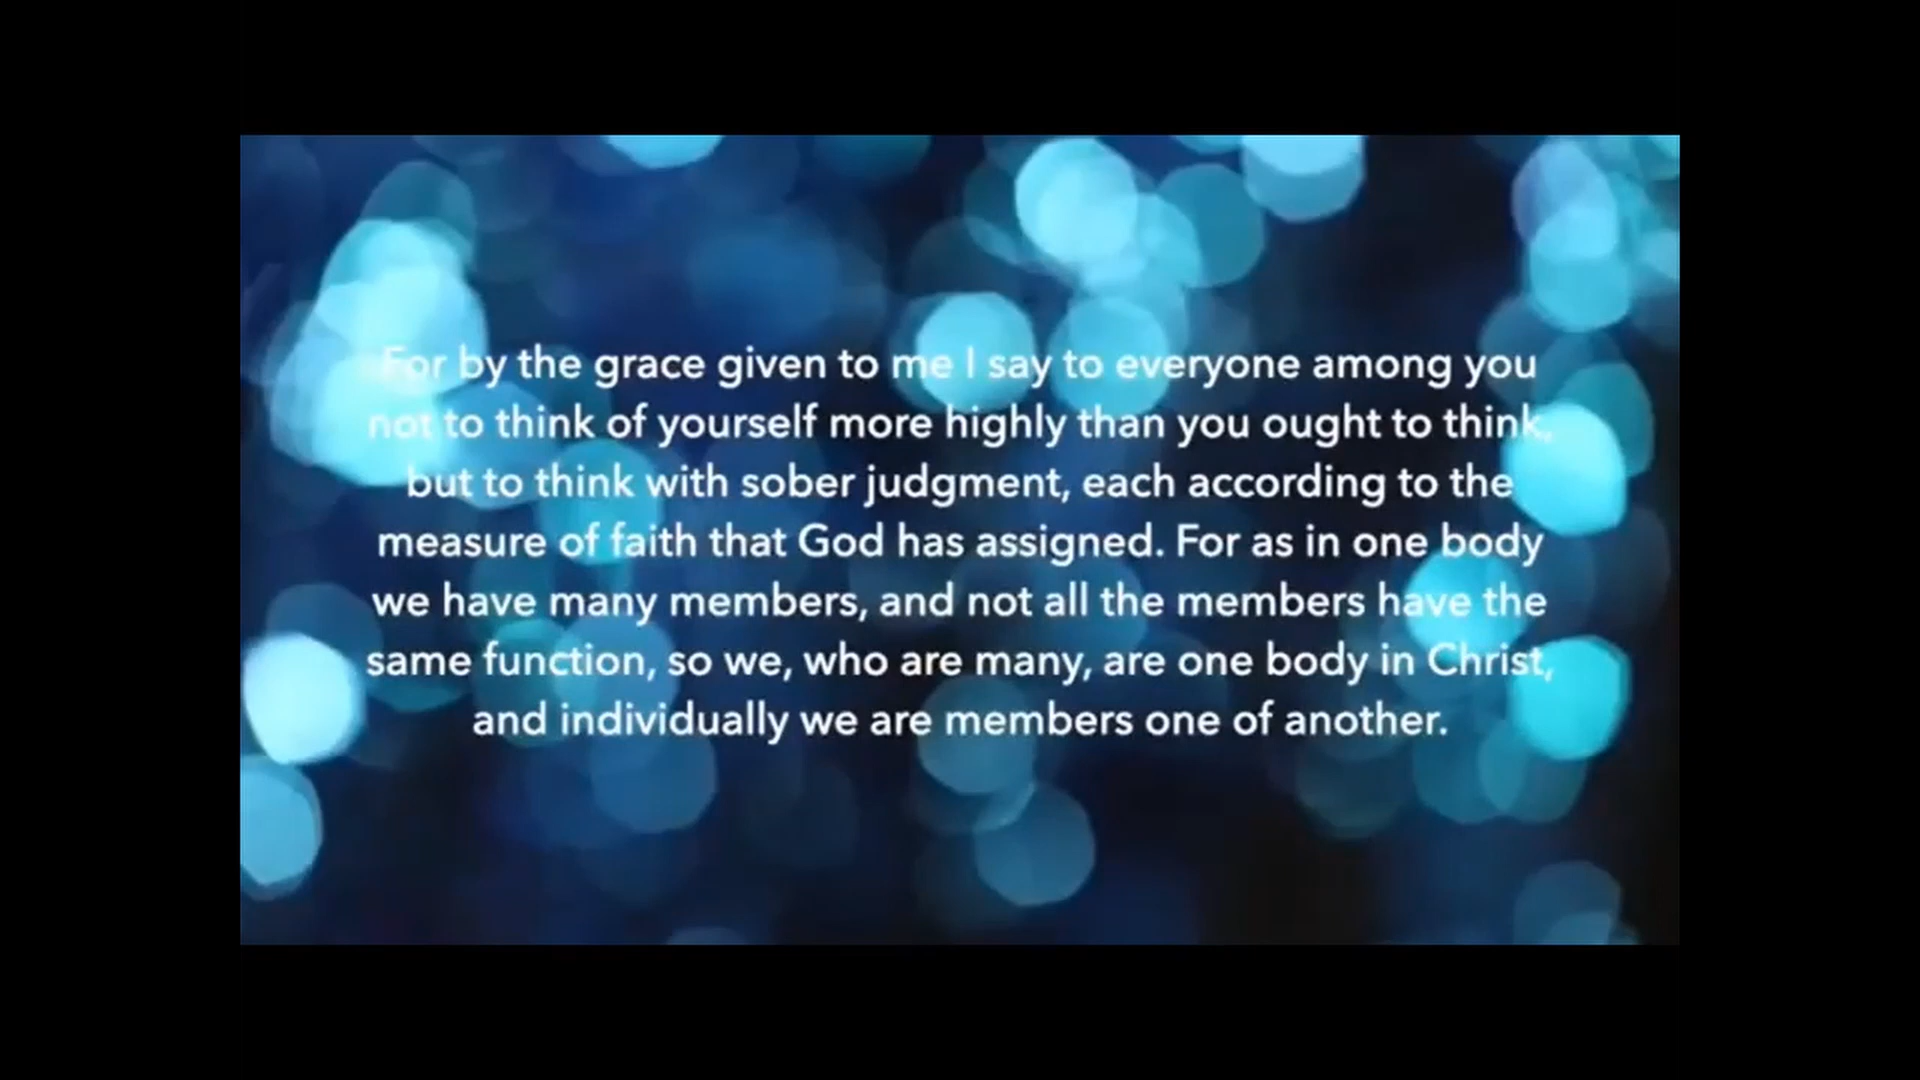 For by the grace given to me I say to everyone among you
not to think of yourself more highly than you ought to think,
but to think with sober judgment, each according to the
measure of faith that God has assigned. For as in one body
we have many members, and not all the members have the
same function, so we, who are many, are one body in Christ,
and individually we are members one of another.